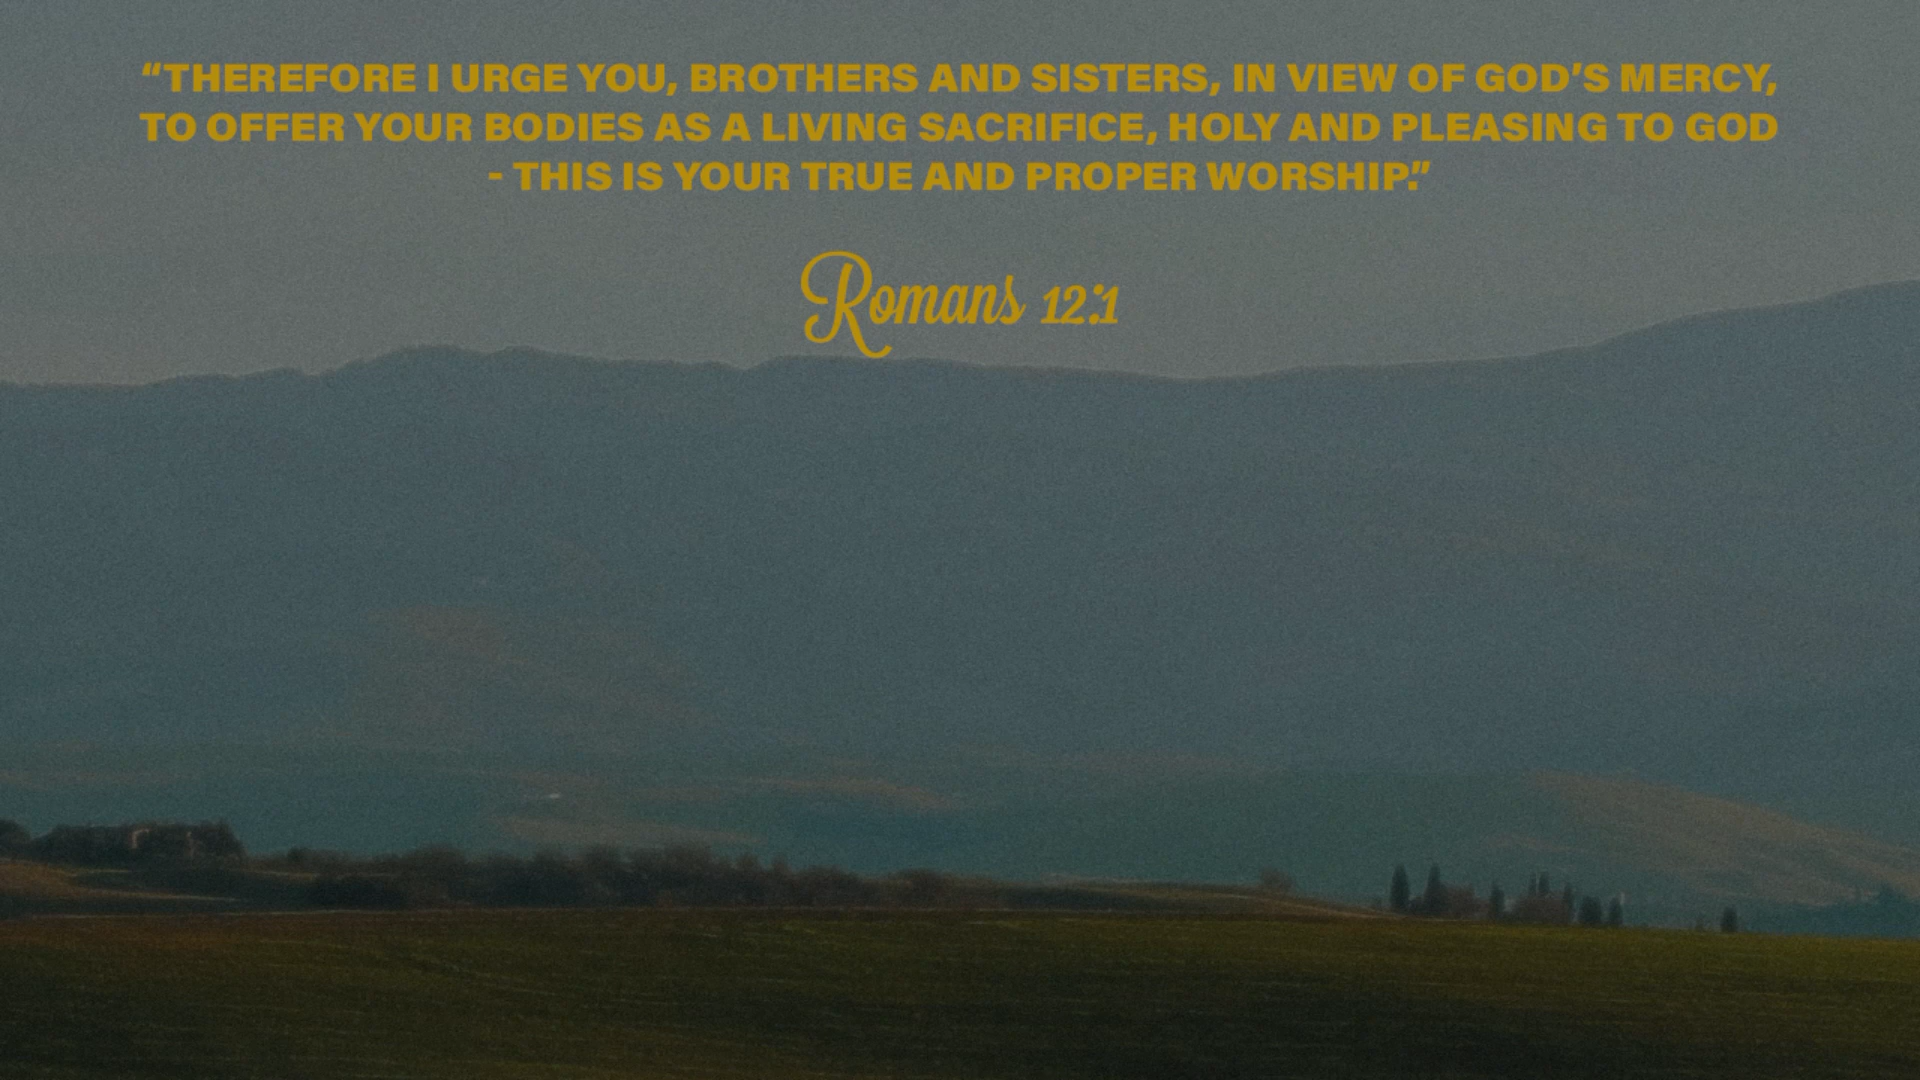 “THEREFORE I URGE YOU, BROTHERS AND SISTERS, IN VIEW OF GOD’S MERCY,
TO OFFER YOUR BODIES AS A LIVING SACRIFICE, HOLY AND PLEASING TO GOD
- THIS IS YOUR TRUE AND PROPER WORSHIP.”
Romans 12:1